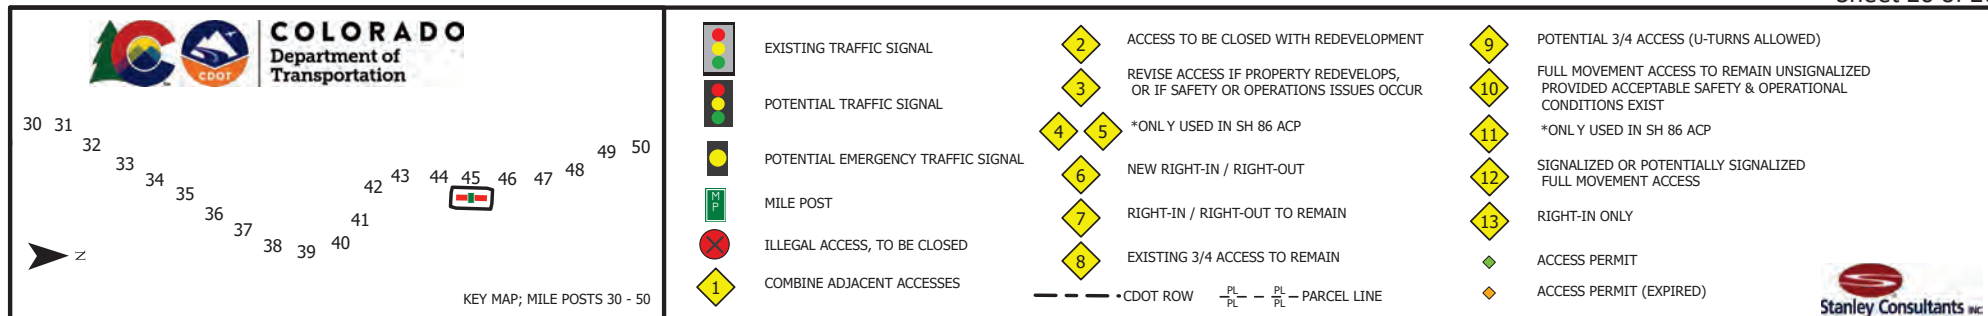 COLORADO
Department of
Transportation
CDOT
30 31 32 33 34 35 36 37 38 39 40 41 42 43 44 45 46 47 48 49 50
N
KEY MAP; MILE POSTS 30 - 50
EXISTING TRAFFIC SIGNAL
POTENTIAL TRAFFIC SIGNAL
POTENTIAL EMERGENCY TRAFFIC SIGNAL
M
P
MILE POST
ILLEGAL ACCESS, TO BE CLOSED
1 COMBINE ADJACENT ACCESSES
2 ACCESS TO BE CLOSED WITH REDEVELOPMENT
3 REVISE ACCESS IF PROPERTY REDEVELOPS,
OR IF SAFETY OR OPERATIONS ISSUES OCCUR
4 5 *ONLY USED IN SH 86 ACP
6 NEW RIGHT-IN / RIGHT-OUT
7 RIGHT-IN / RIGHT-OUT TO REMAIN
8 EXISTING 3/4 ACCESS TO REMAIN
CDOT ROW
PL PL
PL PL
PARCEL LINE
9 POTENTIAL 3/4 ACCESS (U-TURNS ALLOWED)
10 FULL MOVEMENT ACCESS TO REMAIN UNSIGNALIZED
PROVIDED ACCEPTABLE SAFETY & OPERATIONAL
CONDITIONS EXIST
11 *ONLY USED IN SH 86 ACP
12 SIGNALIZED OR POTENTIALLY SIGNALIZED
FULL MOVEMENT ACCESS
13 RIGHT-IN ONLY
ACCESS PERMIT
ACCESS PERMIT (EXPIRED)
Stanley Consultants INC